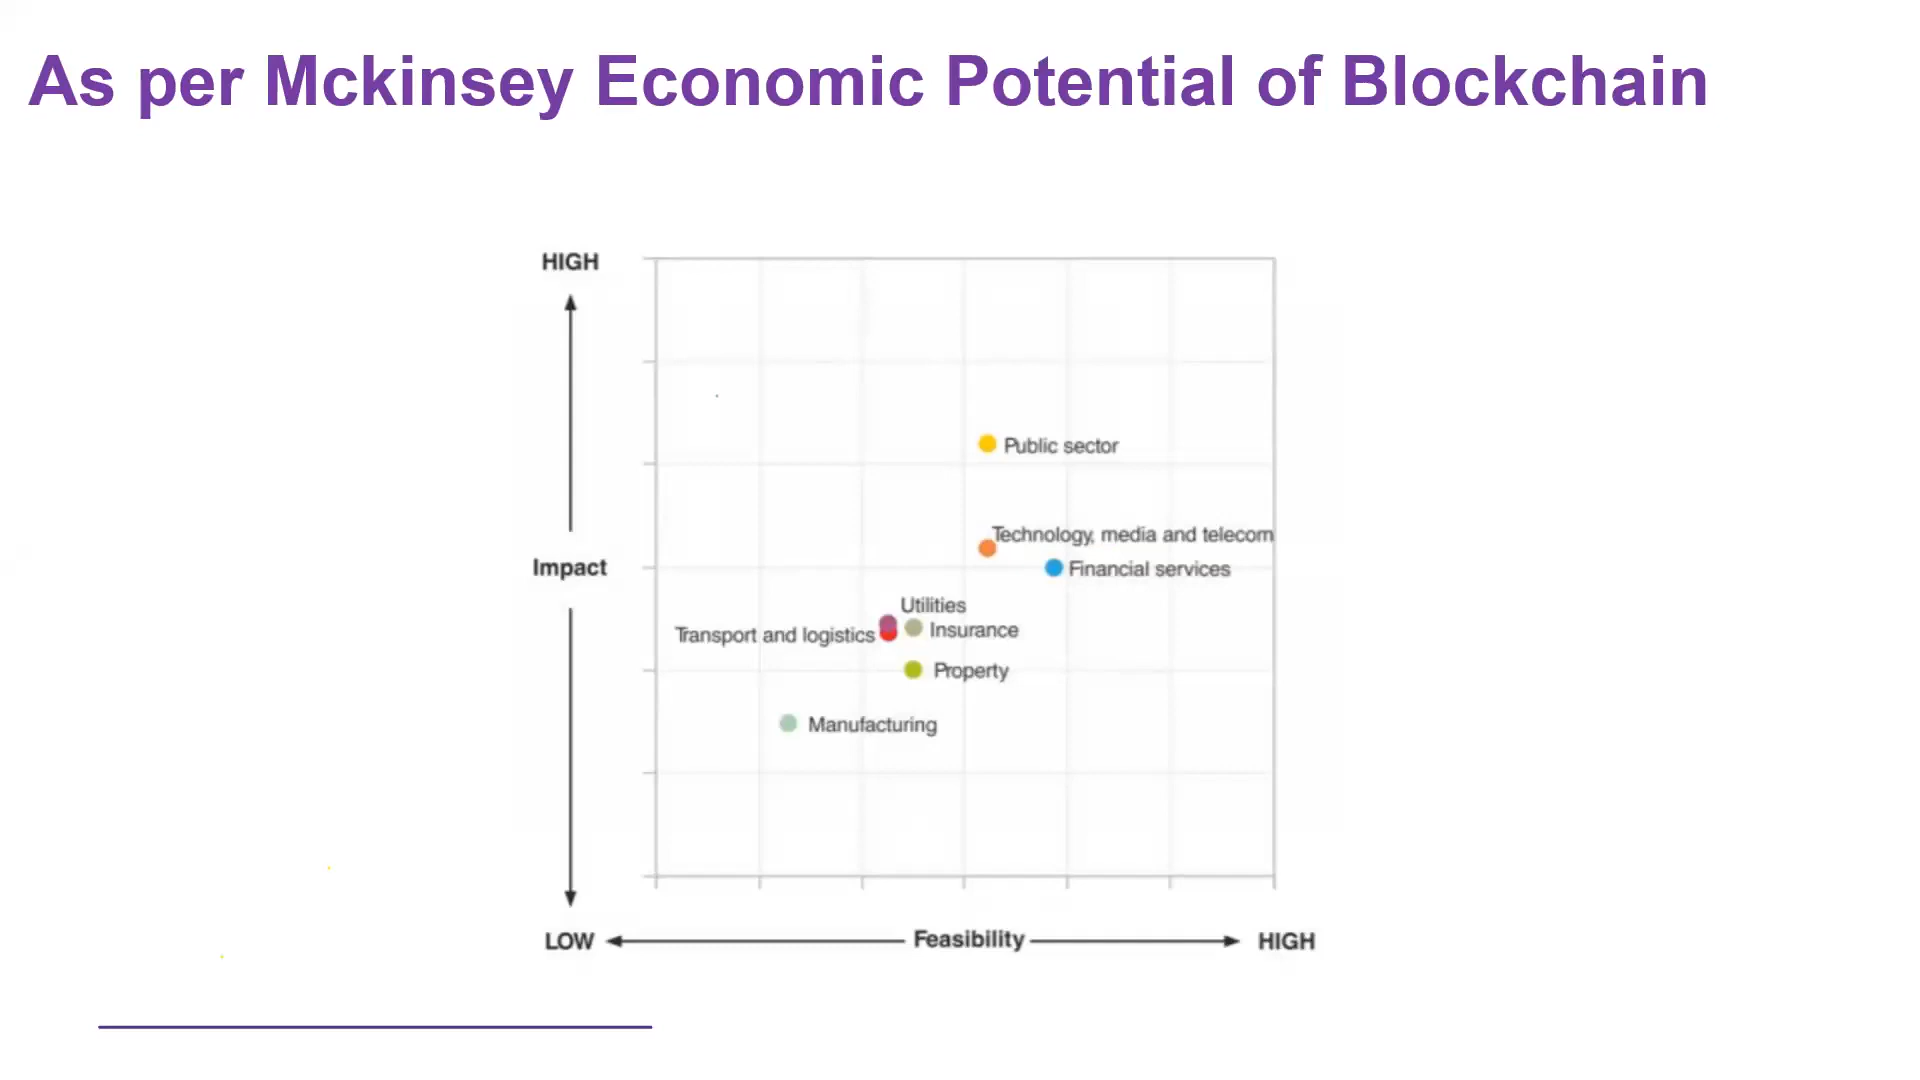 As per Mckinsey Economic Potential of Blockchain
HIGH
Public sector
Technology, media and telecom
Impact
Financial services
Utilities
Transport and logistics
Insurance
Property
Manufacturing
LOW
Feasibility
HIGH